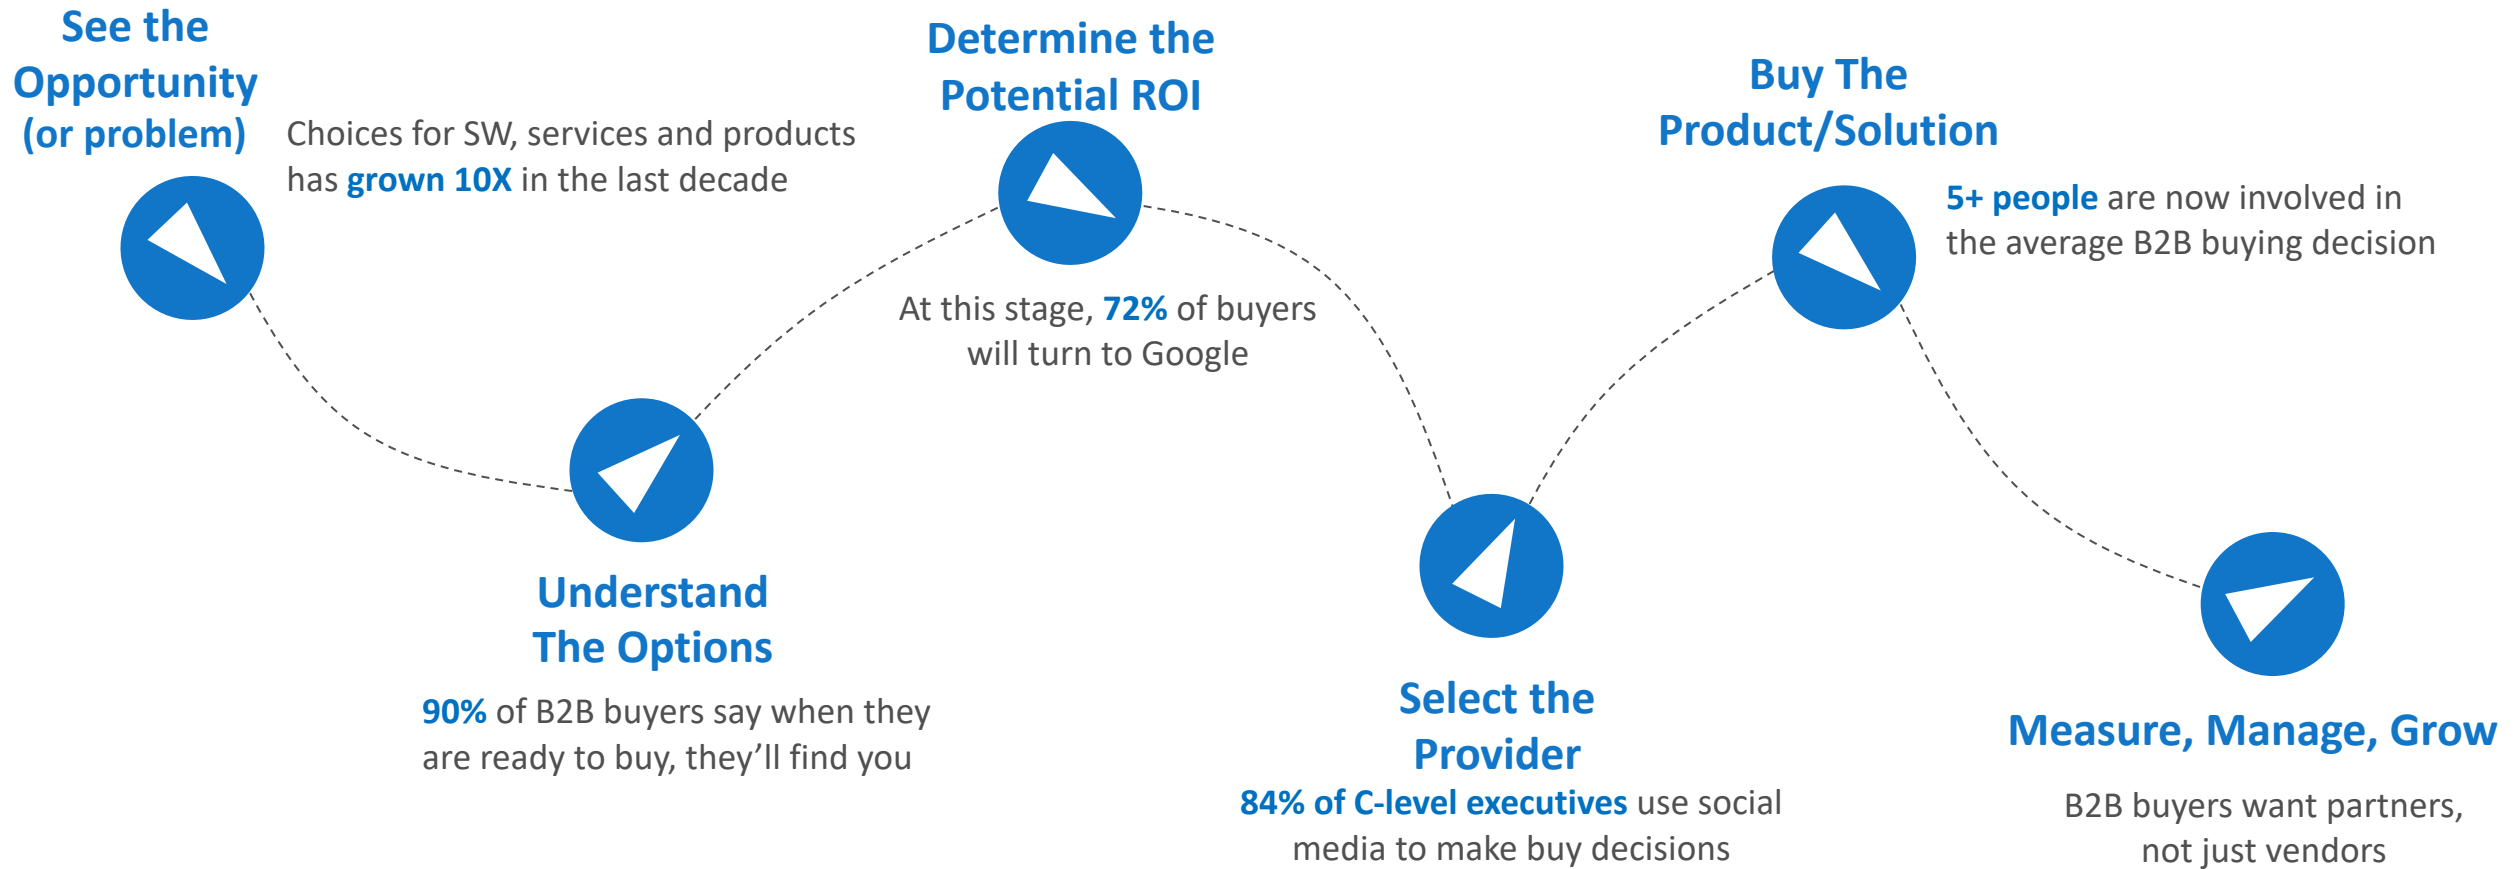 See the
Opportunity
(or problem)
Choices for SW, services and products
has grown 10X in the last decade
Understand
The Options
90% of B2B buyers say when they
are ready to buy, they’ll find you
Determine the
Potential ROI
At this stage, 72% of buyers
will turn to Google
Select the
Provider
84% of C-level executives use social
media to make buy decisions
Buy The
Product/Solution
5+ people are now involved in
the average B2B buying decision
Measure, Manage, Grow
B2B buyers want partners,
not just vendors